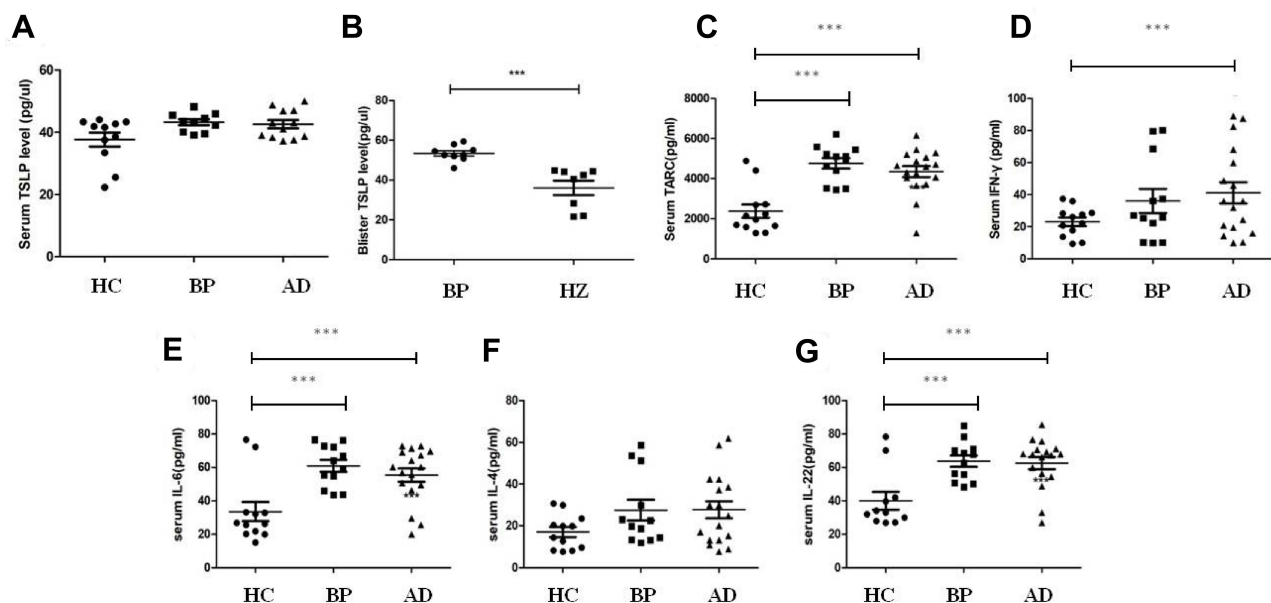 A
Serum TSLP level (pg/ul)
60
40
20
0
HC BP AD
B
***
Blister TSLP level(pg/ul)
80
60
40
20
0
BP HZ
C
***
***
Serum TARC(pg/ml)
8000
6000
4000
2000
0
***
HC BP AD
D
***
Serum IFN-γ (pg/ml)
100
80
60
40
20
0
HC BP AD
E
***
***
serum IL-6(pg/ml)
100
80
60
40
20
0
***
HC BP AD
F
serum IL-4(pg/ml)
80
60
40
20
0
HC BP AD
G
***
***
serum IL-22(pg/ml)
100
80
60
40
20
0
***
HC BP AD